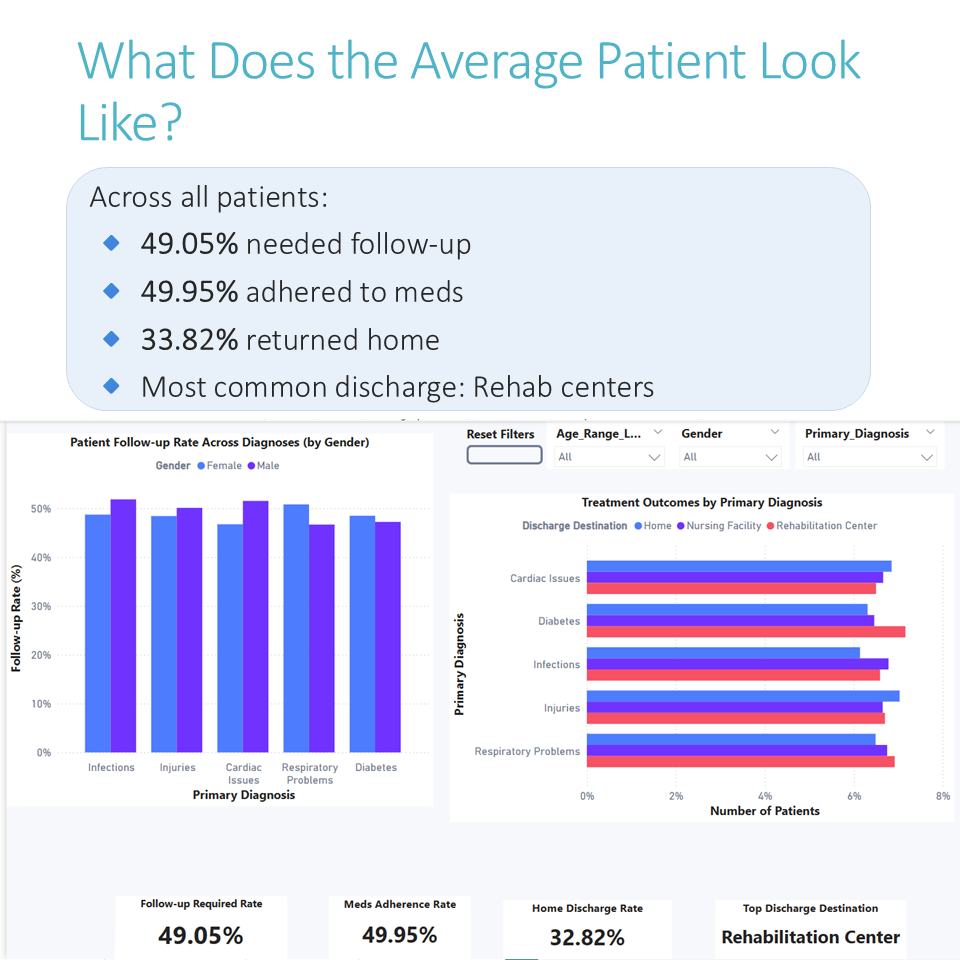 What Does the Average Patient Look
Like?
Across all patients:
49.05% needed follow-up
49.95% adhered to meds
33.82% returned home
Most common discharge: Rehab centers
Patient Follow-up Rate Across Diagnoses (by Gender)
Gender Female Male
Follow-up Rate (%)
50%
40%
30%
20%
10%
0%
Infections Injuries Cardiac Issues Respiratory Problems Diabetes
Primary Diagnosis
Reset Filters
Age_Range_L...
All
Gender
All
Primary_Diagnosis
All
Treatment Outcomes by Primary Diagnosis
Discharge Destination Home Nursing Facility Rehabilitation Center
Primary Diagnosis
Cardiac Issues
Diabetes
Infections
Injuries
Respiratory Problems
0% 2% 4% 6% 8%
Number of Patients
Follow-up Required Rate
49.05%
Meds Adherence Rate
49.95%
Home Discharge Rate
32.82%
Top Discharge Destination
Rehabilitation Center